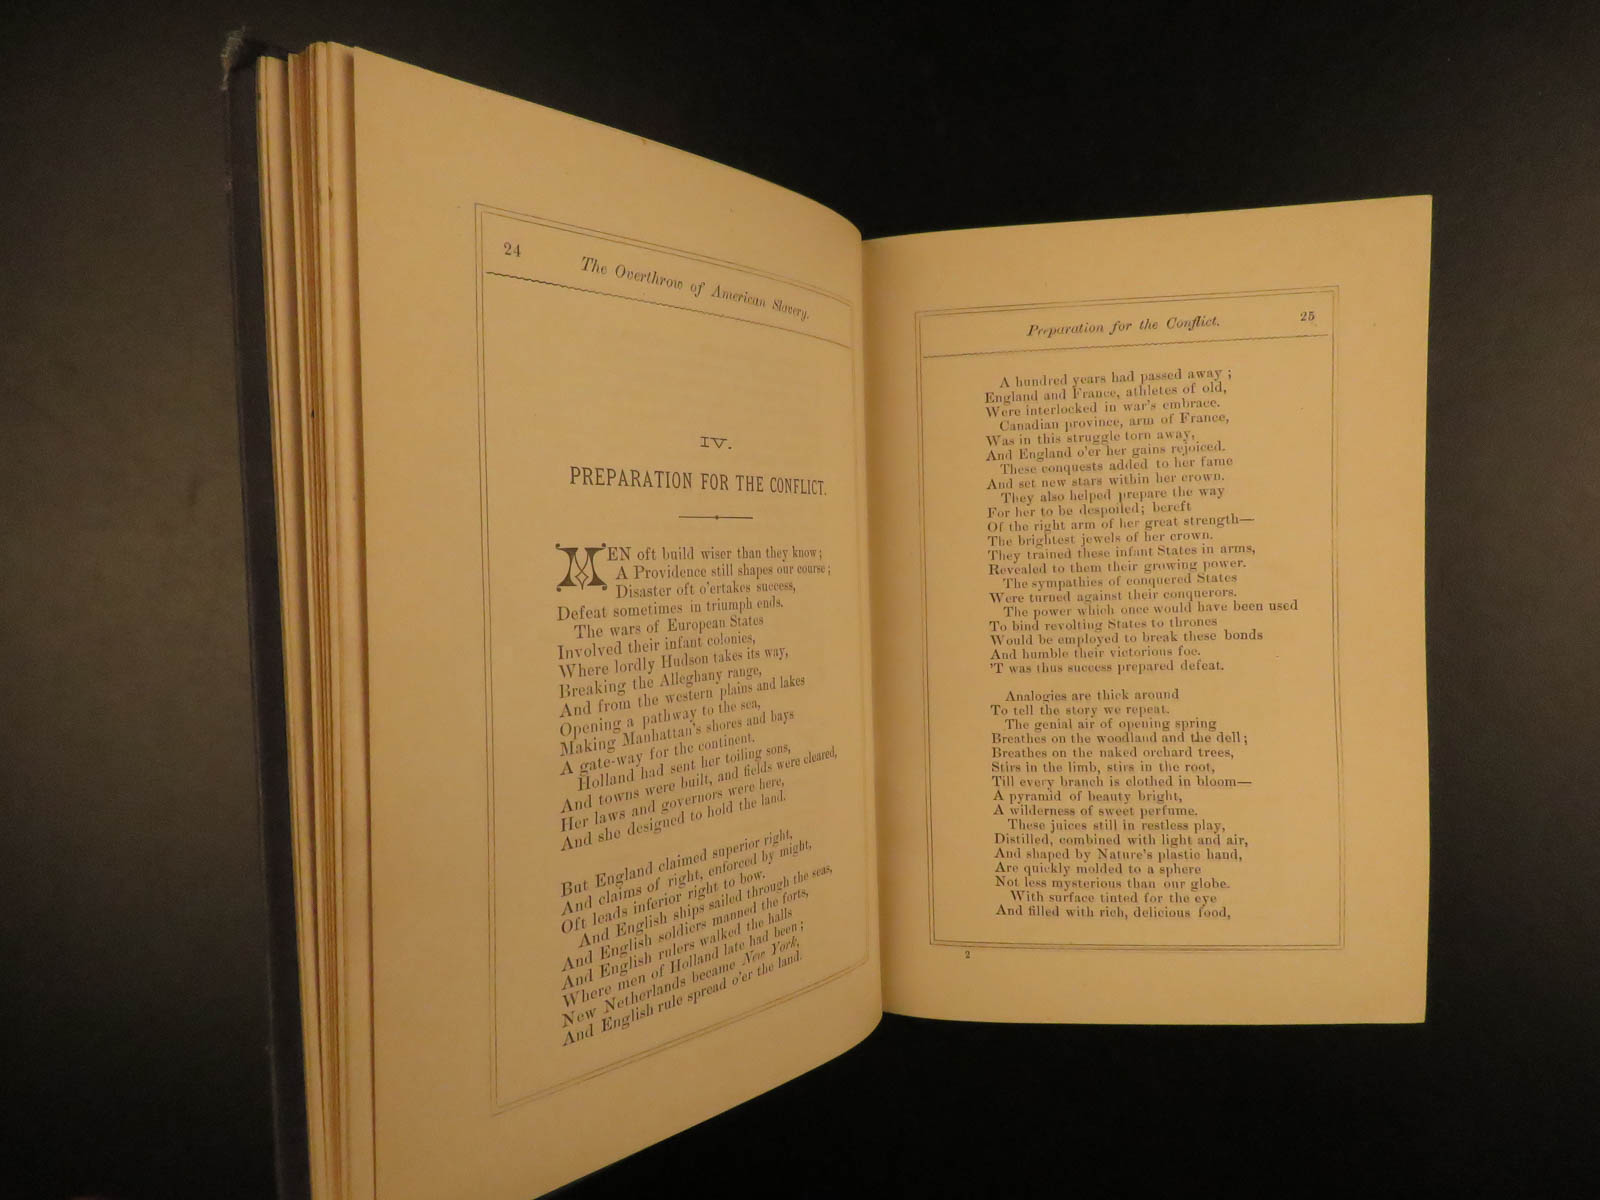 24
The Overthrow of American Slavery.
IV.
PREPARATION FOR THE CONFLICT.
MEN oft build wiser than they know;
A Providence still shapes our course;
Disaster oft o'ertakes success,
Defeat sometimes in triumph ends.
The wars of European States
Involved their infant colonies,
Where lordly Hudson takes its way,
Breaking the Alleghany range,
And from the western plains and lakes
Opening a pathway to the sea,
Making Manhattan's shores and bays
A gate-way for the continent.
Holland had sent her toiling sons,
And towns were built, and fields were cleared,
Her laws and governors were here,
And she designed to hold the land.
But England claimed superior right,
And claims of right, enforced by might,
Oft leads inferior right to bow.
And English ships sailed through the seas,
And English soldiers manned the forts,
And English rulers walked the halls
Where men of Holland late had been;
New Netherlands became New York,
And English rule spread o'er the land.
Preparation for the Conflict.
25
A hundred years had passed away;
England and France, athletes of old,
Were interlocked in war's embrace.
Canadian province, arm of France,
Was in this struggle torn away,
And England o'er her gains rejoiced.
These conquests added to her fame
And set new stars within her crown.
They also helped prepare the way
For her to be despoiled; bereft
Of the right arm of her great strength—
The brightest jewels of her crown.
They trained these infant States in arms,
Revealed to them their growing power.
The sympathies of conquered States
Were turned against their conquerors.
The power which once would have been used
To bind revolting States to thrones
Would be employed to break these bonds
And humble their victorious foe.
'T was thus success prepared defeat.
Analogies are thick around
To tell the story we repeat.
The genial air of opening spring
Breathes on the woodland and the dell;
Breathes on the naked orchard trees,
Stirs in the limb, stirs in the root,
Till every branch is clothed in bloom—
A pyramid of beauty bright,
A wilderness of sweet perfume.
These juices still in restless play,
Distilled, combined with light and air,
And shaped by Nature's plastic hand,
Are quickly molded to a sphere
Not less mysterious than our globe.
With surface tinted for the eye
And filled with rich, delicious food,
2